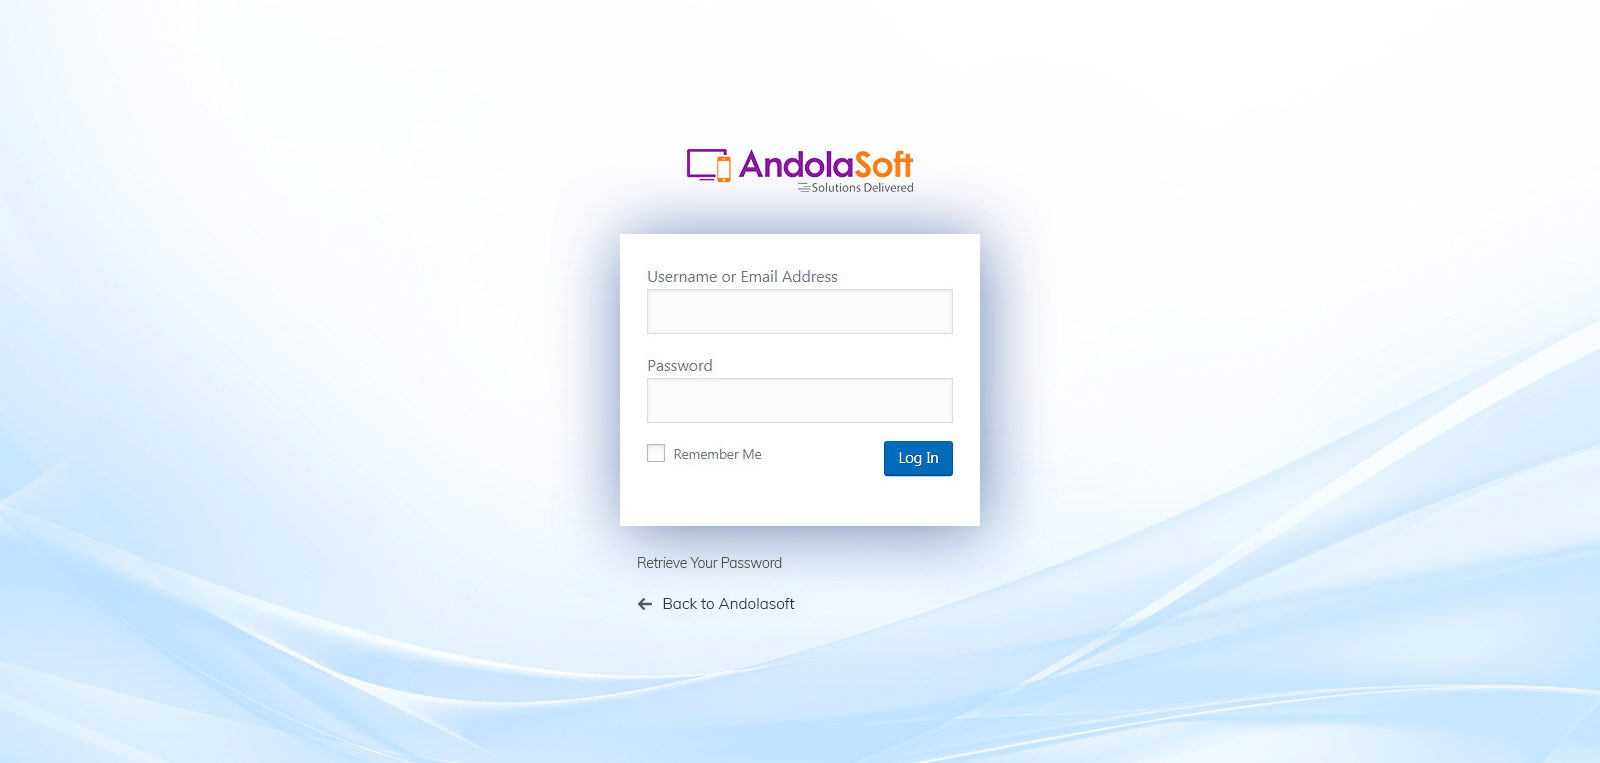 AndolaSoft
Solutions Delivered
Username or Email Address
Password
Remember Me
Log In
Retrieve Your Password
Back to Andolasoft